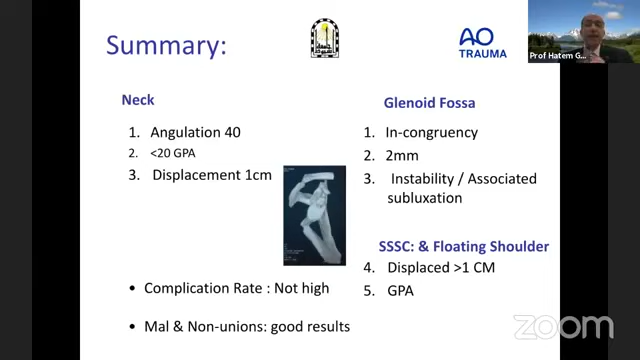 Summary:
AO
TRAUMA
Prof Hatem G...
Neck
1. Angulation 40
2. <20 GPA
3. Displacement 1cm
Glenoid Fossa
1. In-congruency
2. 2mm
3. Instability / Associated
subluxation
SSSC: & Floating Shoulder
4. Displaced >1 CM
5. GPA
• Complication Rate : Not high
• Mal & Non-unions: good results
zoom